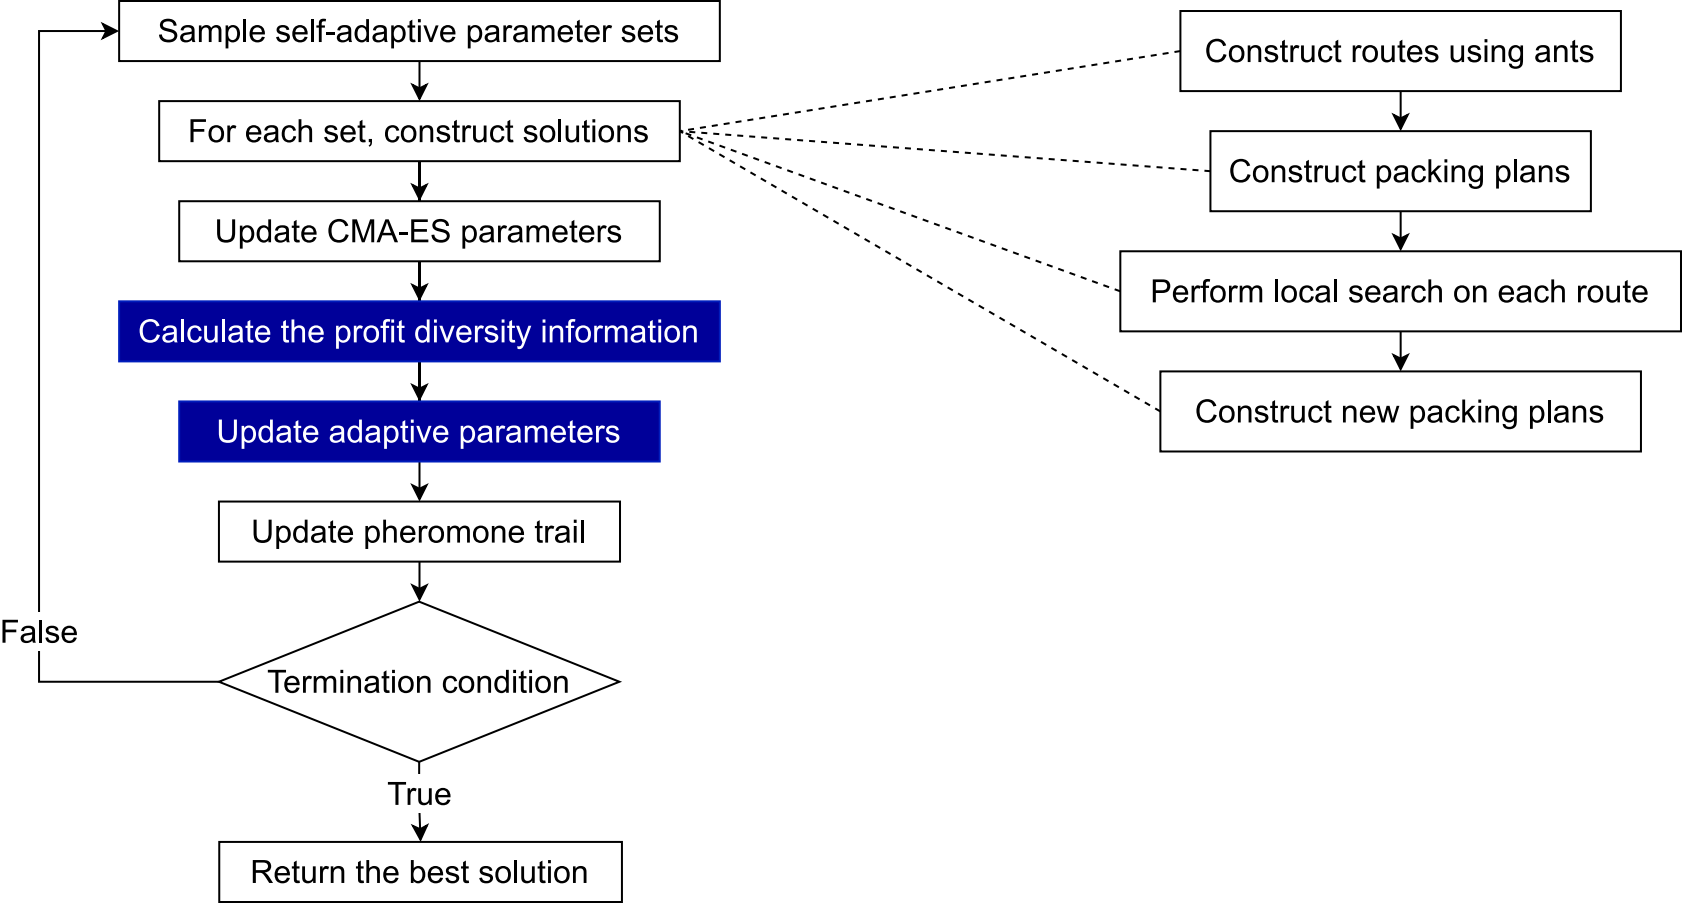 Sample self-adaptive parameter sets
For each set, construct solutions
Update CMA-ES parameters
Calculate the profit diversity information
Update adaptive parameters
Update pheromone trail
False
Termination condition
True
Return the best solution
Construct routes using ants
Construct packing plans
Perform local search on each route
Construct new packing plans